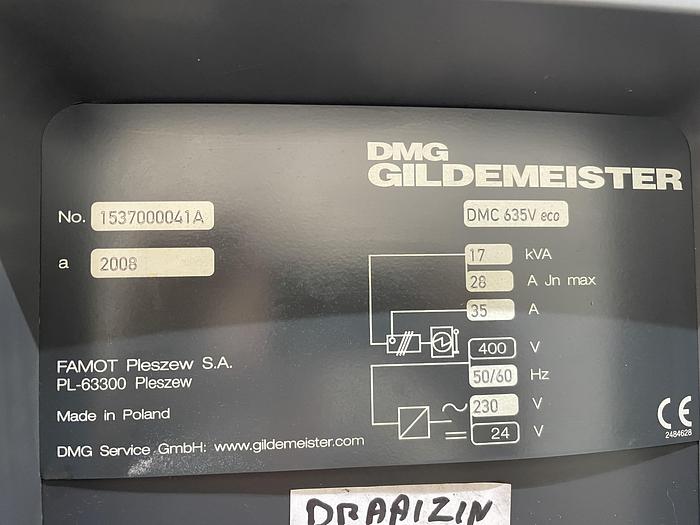 DMG
GILDEMEISTER
No. 1537000041A
DMC 635V eco
a 2008
17 kVA
28 A Jn max
35 A
400 V
50/60 Hz
230 V
24 V
FAMOT Pleszew S.A.
PL-63300 Pleszew
Made in Poland
DMG Service GmbH: www.gildemeister.com
CE
2484628
DRAAIZIN